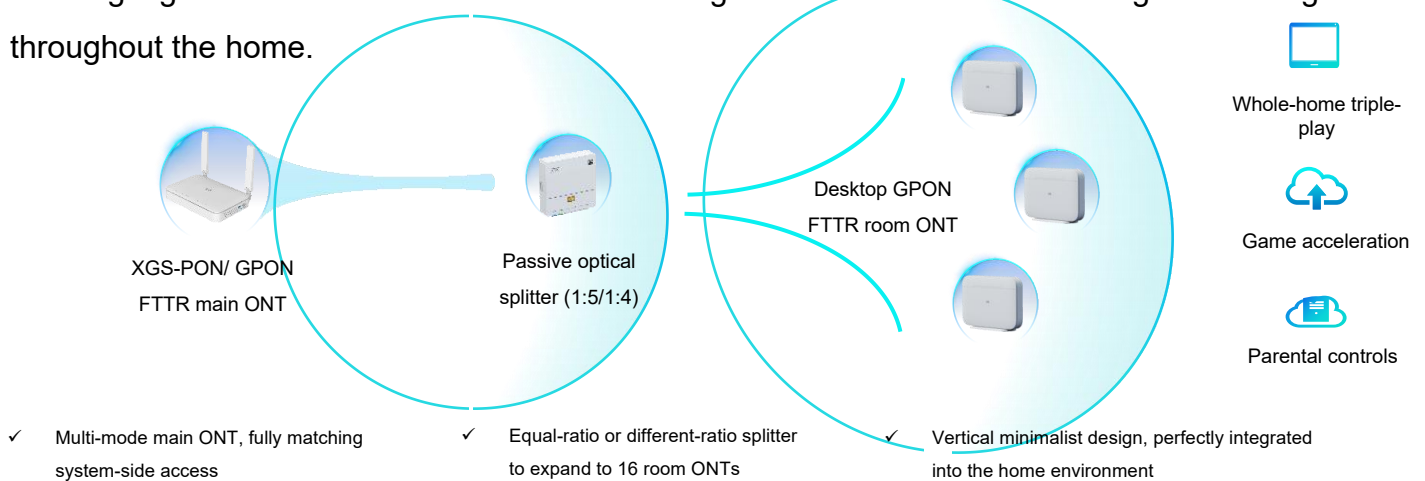 throughout the home.
Whole-home triple-
play
Desktop GPON
FTTR room ONT
Game acceleration
XGS-PON/ GPON
FTTR main ONT
Passive optical
splitter (1:5/1:4)
Parental controls
✓ Multi-mode main ONT, fully matching
system-side access
✓ Equal-ratio or different-ratio splitter
to expand to 16 room ONTs
✓ Vertical minimalist design, perfectly integrated
into the home environment